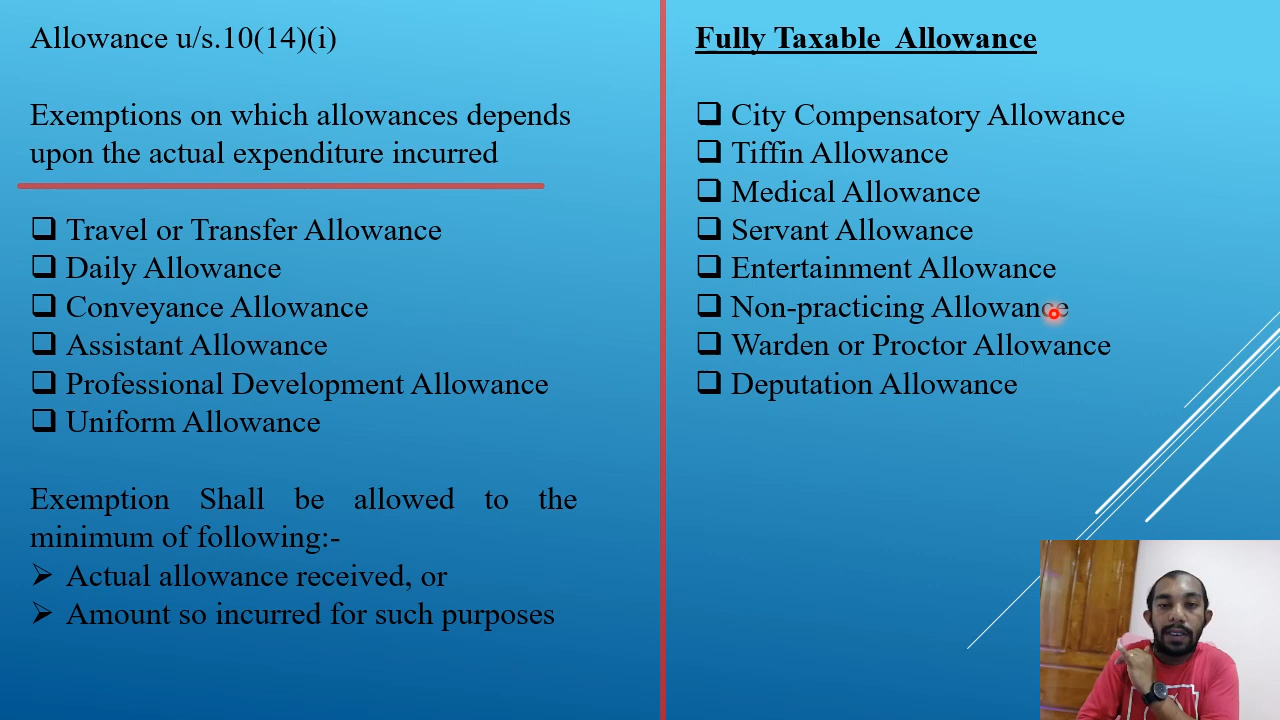 Allowance u/s.10(14)(i)
Exemptions on which allowances depends
upon the actual expenditure incurred
❑ Travel or Transfer Allowance
❑ Daily Allowance
❑ Conveyance Allowance
❑ Assistant Allowance
❑ Professional Development Allowance
❑ Uniform Allowance
Exemption Shall be allowed to the
minimum of following:-
➢ Actual allowance received, or
➢ Amount so incurred for such purposes
Fully Taxable Allowance
❑ City Compensatory Allowance
❑ Tiffin Allowance
❑ Medical Allowance
❑ Servant Allowance
❑ Entertainment Allowance
❑ Non-practicing Allowance
❑ Warden or Proctor Allowance
❑ Deputation Allowance